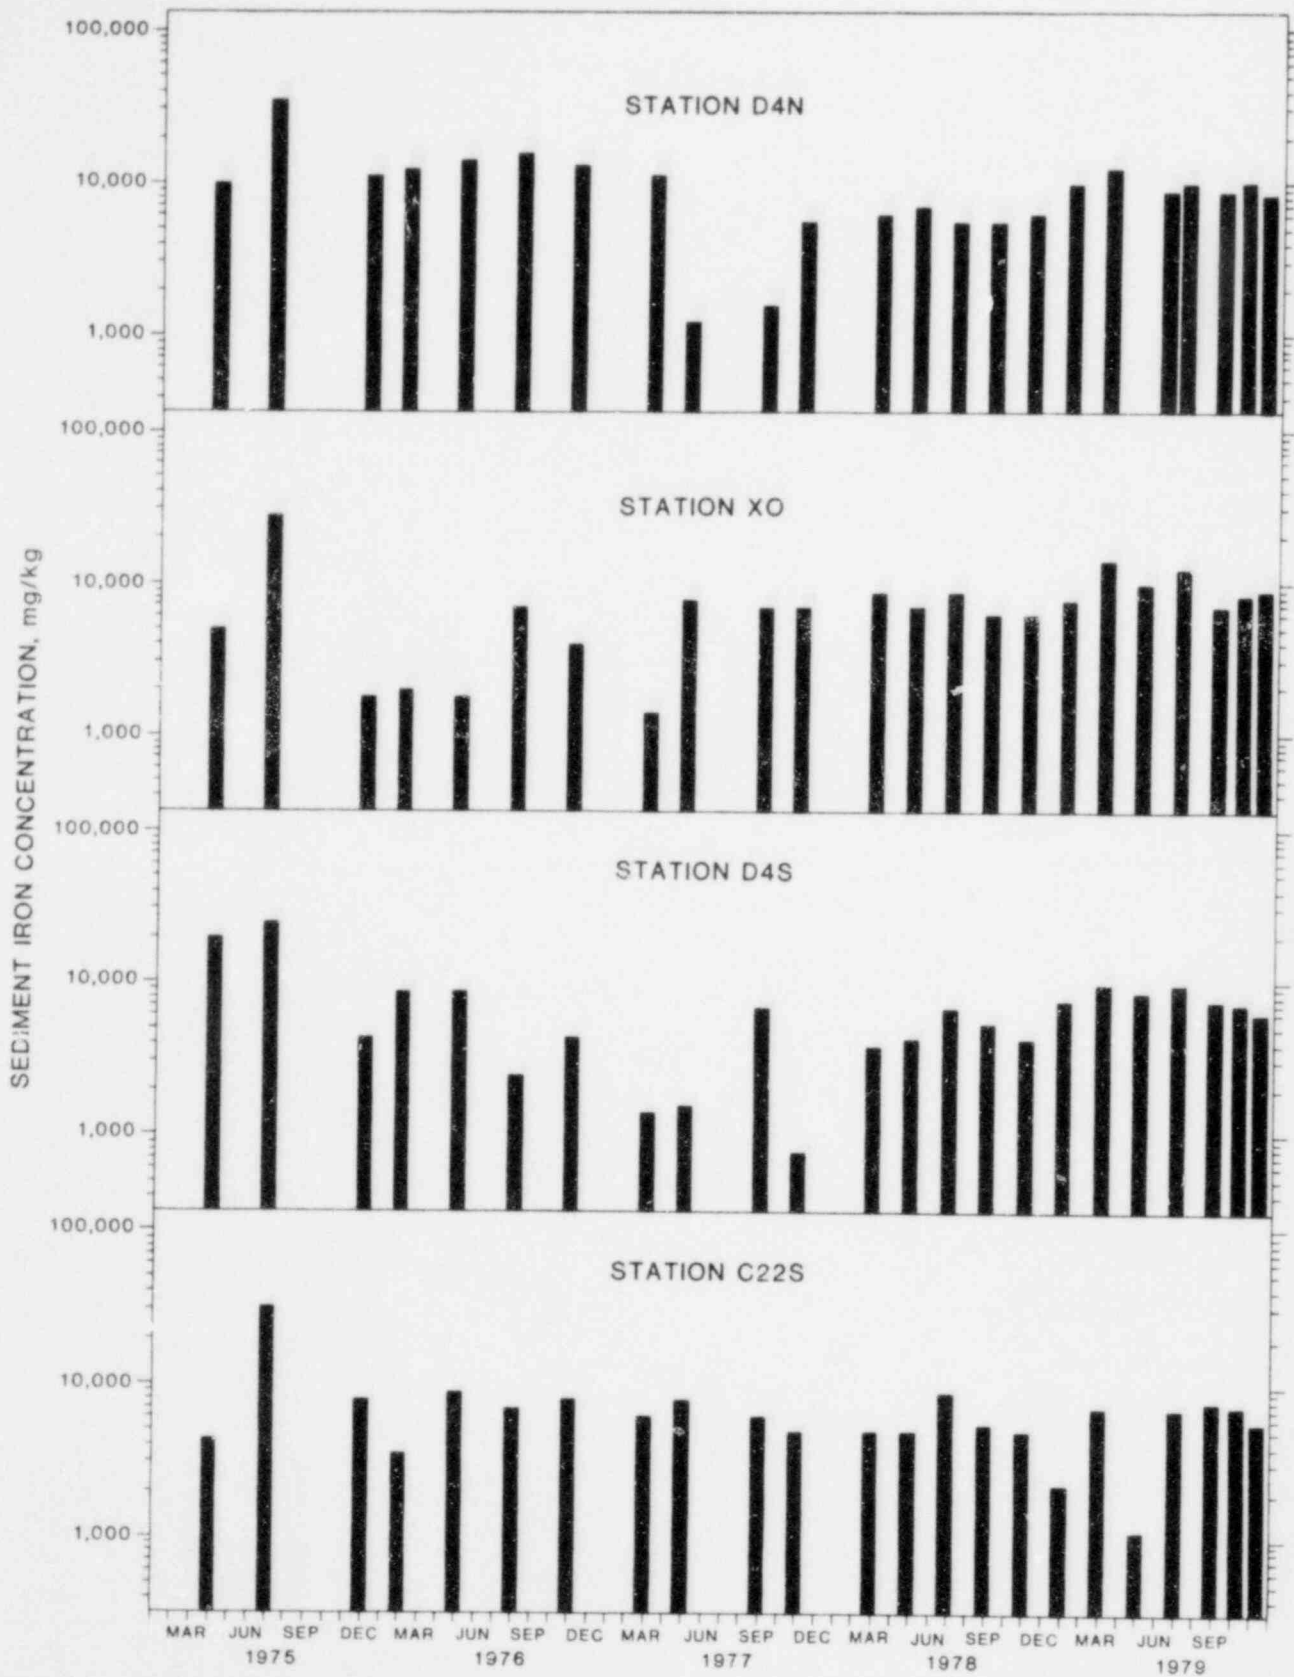 SEDIMENT IRON CONCENTRATION, mg/kg
STATION D4N
100,000
10,000
1,000
STATION XO
100,000
10,000
1,000
STATION D4S
100,000
10,000
1,000
STATION C22S
100,000
10,000
1,000
MAR JUN SEP DEC MAR JUN SEP DEC MAR JUN SEP DEC MAR JUN SEP DEC MAR JUN SEP
1975 1976 1977 1978 1979